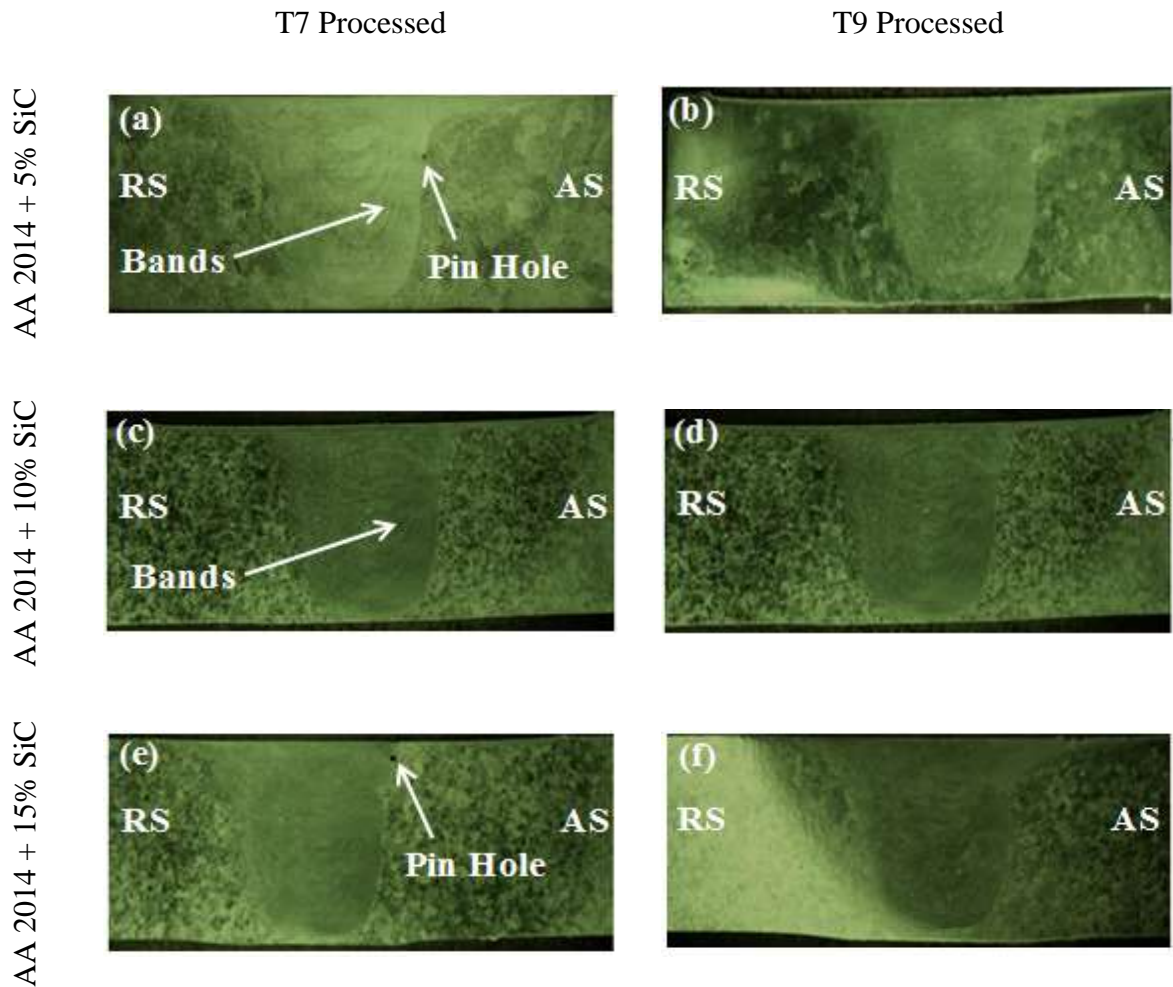 T7 Processed
T9 Processed
AA 2014 + 5% SiC
(a)
RS
AS
Bands
Pin Hole
(b)
RS
AS
AA 2014 + 10% SiC
(c)
RS
AS
Bands
(d)
RS
AS
AA 2014 + 15% SiC
(e)
RS
AS
Pin Hole
(f)
RS
AS